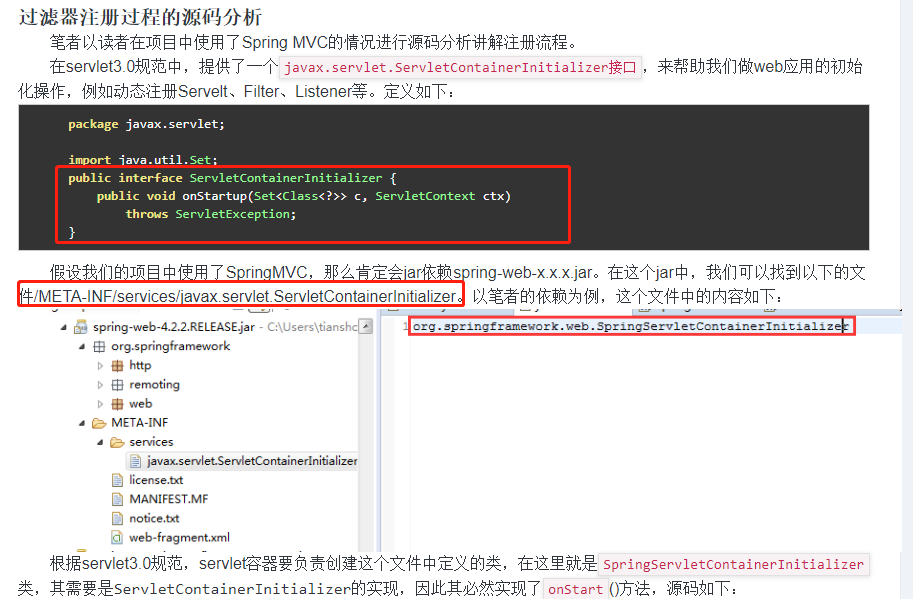 过滤器注册过程的源码分析
笔者以读者在项目中使用了Spring MVC的情况进行源码分析讲解注册流程。
在servlet3.0规范中，提供了一个javax.servlet.ServletContainerInitializer接口，来帮助我们做web应用的初始
化操作，例如动态注册Servelt、Filter、Listener等。定义如下：
package javax.servlet;
import java.util.Set;
public interface ServletContainerInitializer {
public void onStartup(Set<Class<?>> c, ServletContext ctx)
throws ServletException;
}
假设我们的项目中使用了SpringMVC，那么肯定会jar依赖spring-web-x.x.x.jar。在这个jar中，我们可以找到以下的文
件/META-INF/services/javax.servlet.ServletContainerInitializer。以笔者的依赖为例，这个文件中的内容如下：
spring-web-4.2.2.RELEASE.jar - C:\Users\tiansho
1 org.springframework.web.SpringServletContainerInitializer
org.springframework
http
remoting
web
META-INF
services
javax.servlet.ServletContainerInitializer
license.txt
MANIFEST.MF
notice.txt
web-fragment.xml
根据servlet3.0规范，servlet容器要负责创建这个文件中定义的类，在这里就是SpringServletContainerInitializer
类，其需要是ServletContainerInitializer的实现，因此其必然实现了onStart()方法，源码如下：